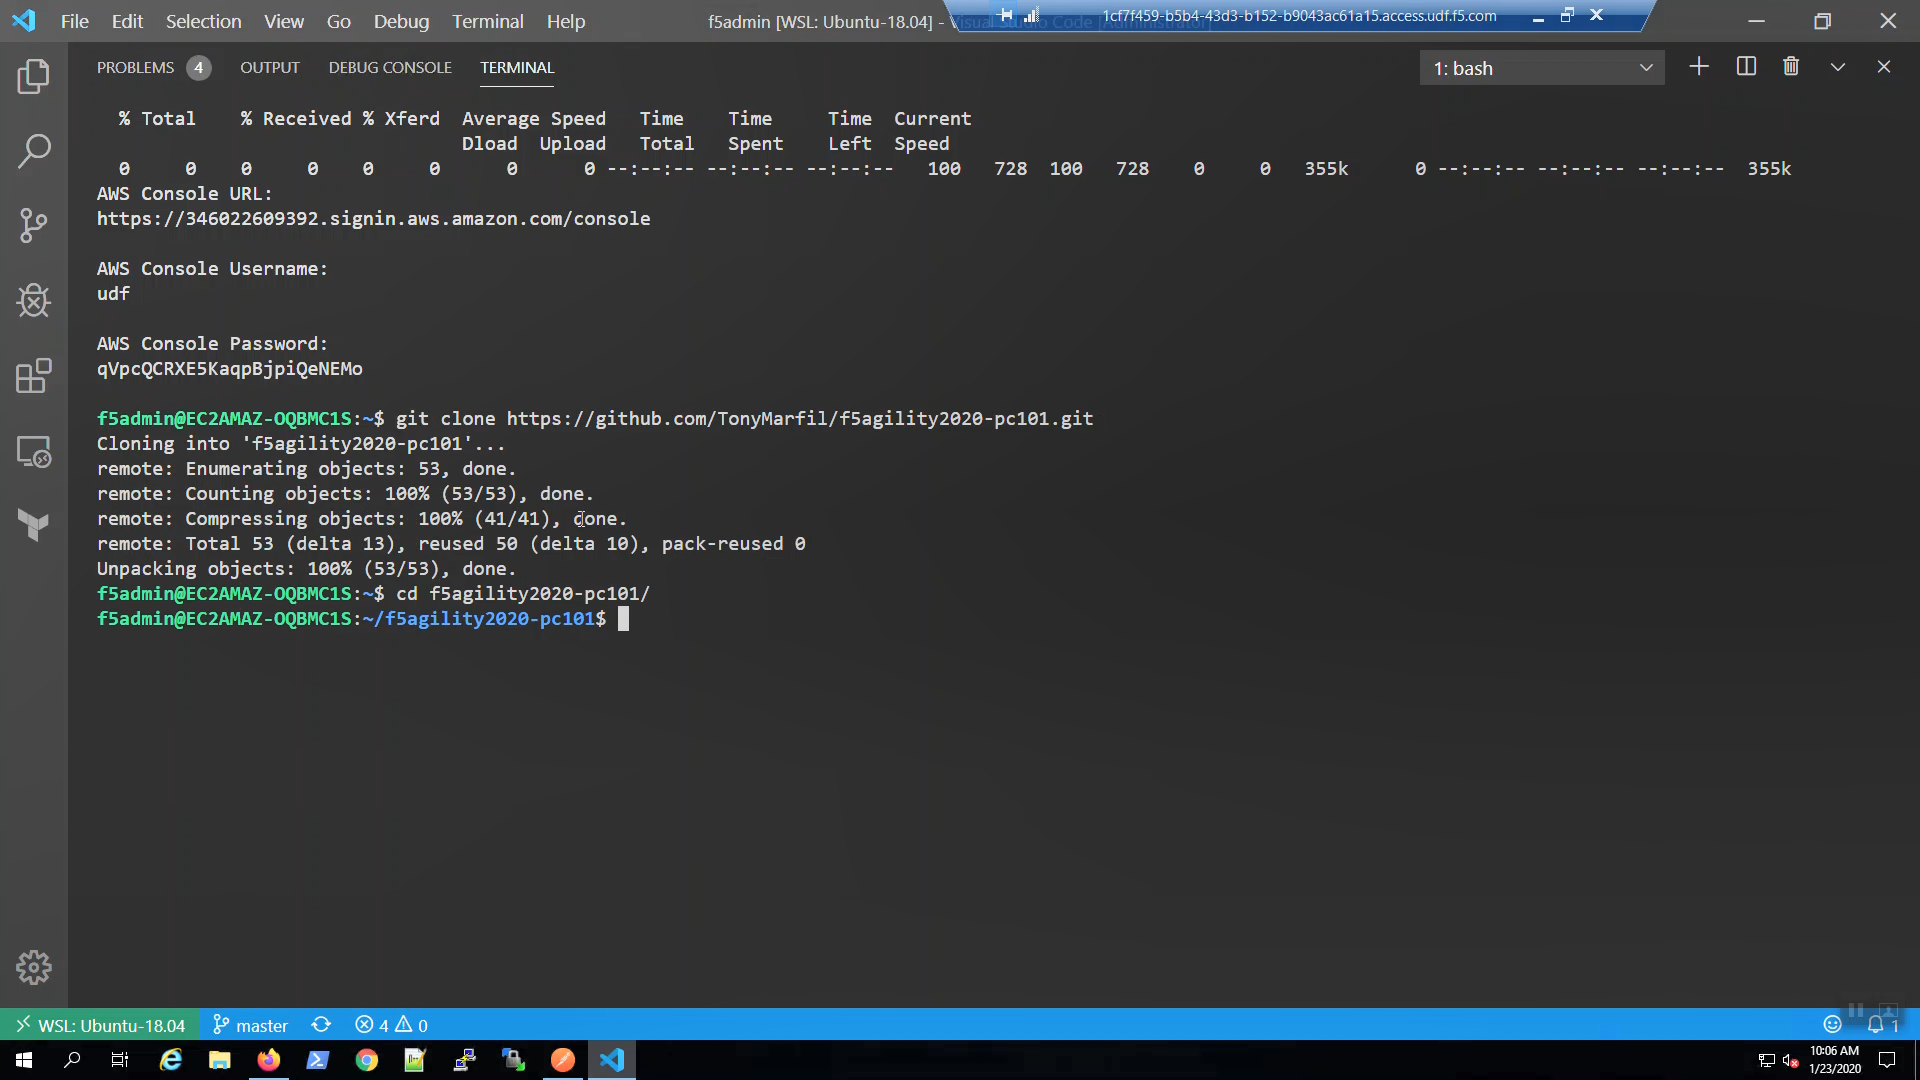 File Edit Selection View Go Debug Terminal Help
f5admin [WSL: Ubuntu-18.04] - Visual Studio Code [Administrator]
1cf7f459-b5b4-43d3-b152-b9043ac61a15.access.udf.f5.com
PROBLEMS 4 OUTPUT DEBUG CONSOLE TERMINAL
1: bash
% Total % Received % Xferd Average Speed Time Time Time Current
Dload Upload Total Spent Left Speed
0 0 0 0 0 0 0 0 --:--:-- --:--:-- --:--:-- 100 728 100 728 0 0 355k 0 --:--:-- --:--:-- --:--:-- 355k
AWS Console URL:
https://346022609392.signin.aws.amazon.com/console
AWS Console Username:
udf
AWS Console Password:
qVpcQCRXE5KaqpBjpiQeNEMo
f5admin@EC2AMAZ-OQBMC1S:~$ git clone https://github.com/TonyMarfil/f5agility2020-pc101.git
Cloning into 'f5agility2020-pc101'...
remote: Enumerating objects: 53, done.
remote: Counting objects: 100% (53/53), done.
remote: Compressing objects: 100% (41/41), done.
remote: Total 53 (delta 13), reused 50 (delta 10), pack-reused 0
Unpacking objects: 100% (53/53), done.
f5admin@EC2AMAZ-OQBMC1S:~$ cd f5agility2020-pc101/
f5admin@EC2AMAZ-OQBMC1S:~/f5agility2020-pc101$
WSL: Ubuntu-18.04 master 4 0 1
10:06 AM
1/23/2020